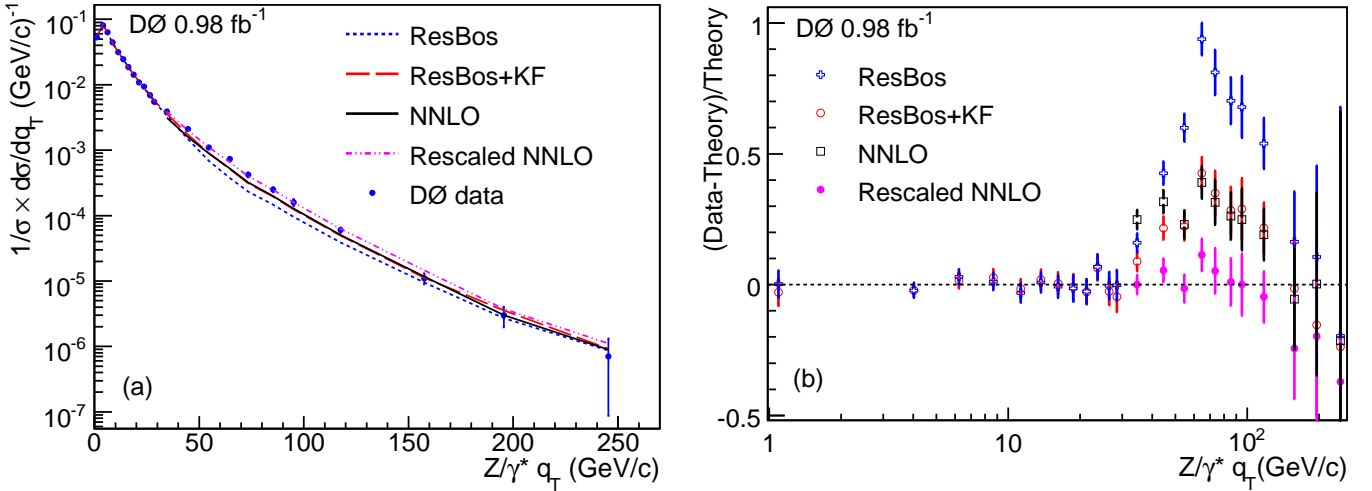 DØ 0.98 fb⁻¹
ResBos
ResBos+KF
NNLO
Rescaled NNLO
DØ data
1/σ × dσ/dq_T (GeV/c)⁻¹
10⁻¹
10⁻²
10⁻³
10⁻⁴
10⁻⁵
10⁻⁶
10⁻⁷
(a)
0 50 100 150 200 250
Z/γ* q_T (GeV/c)
DØ 0.98 fb⁻¹
ResBos
ResBos+KF
NNLO
Rescaled NNLO
(Data-Theory)/Theory
1
0.5
0
-0.5
(b)
1 10 10²
Z/γ* q_T(GeV/c)